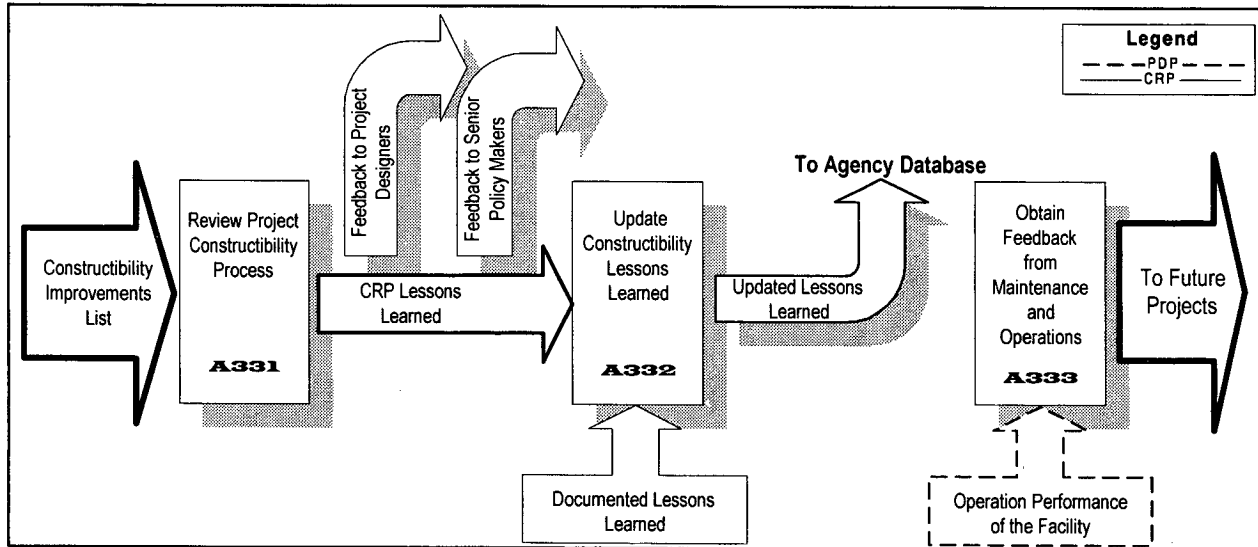 Legend
PDP
CRP
Feedback to Project
Designers
Feedback to Senior
Policy Makers
To Agency Database
Constructibility
Improvements
List
Review Project
Constructibility
Process
A331
CRP Lessons
Learned
Update
Constructibility
Lessons
Learned
A332
Updated Lessons
Learned
Obtain
Feedback
from
Maintenance
and
Operations
A333
To Future
Projects
Documented Lessons
Learned
Operation Performance
of the Facility